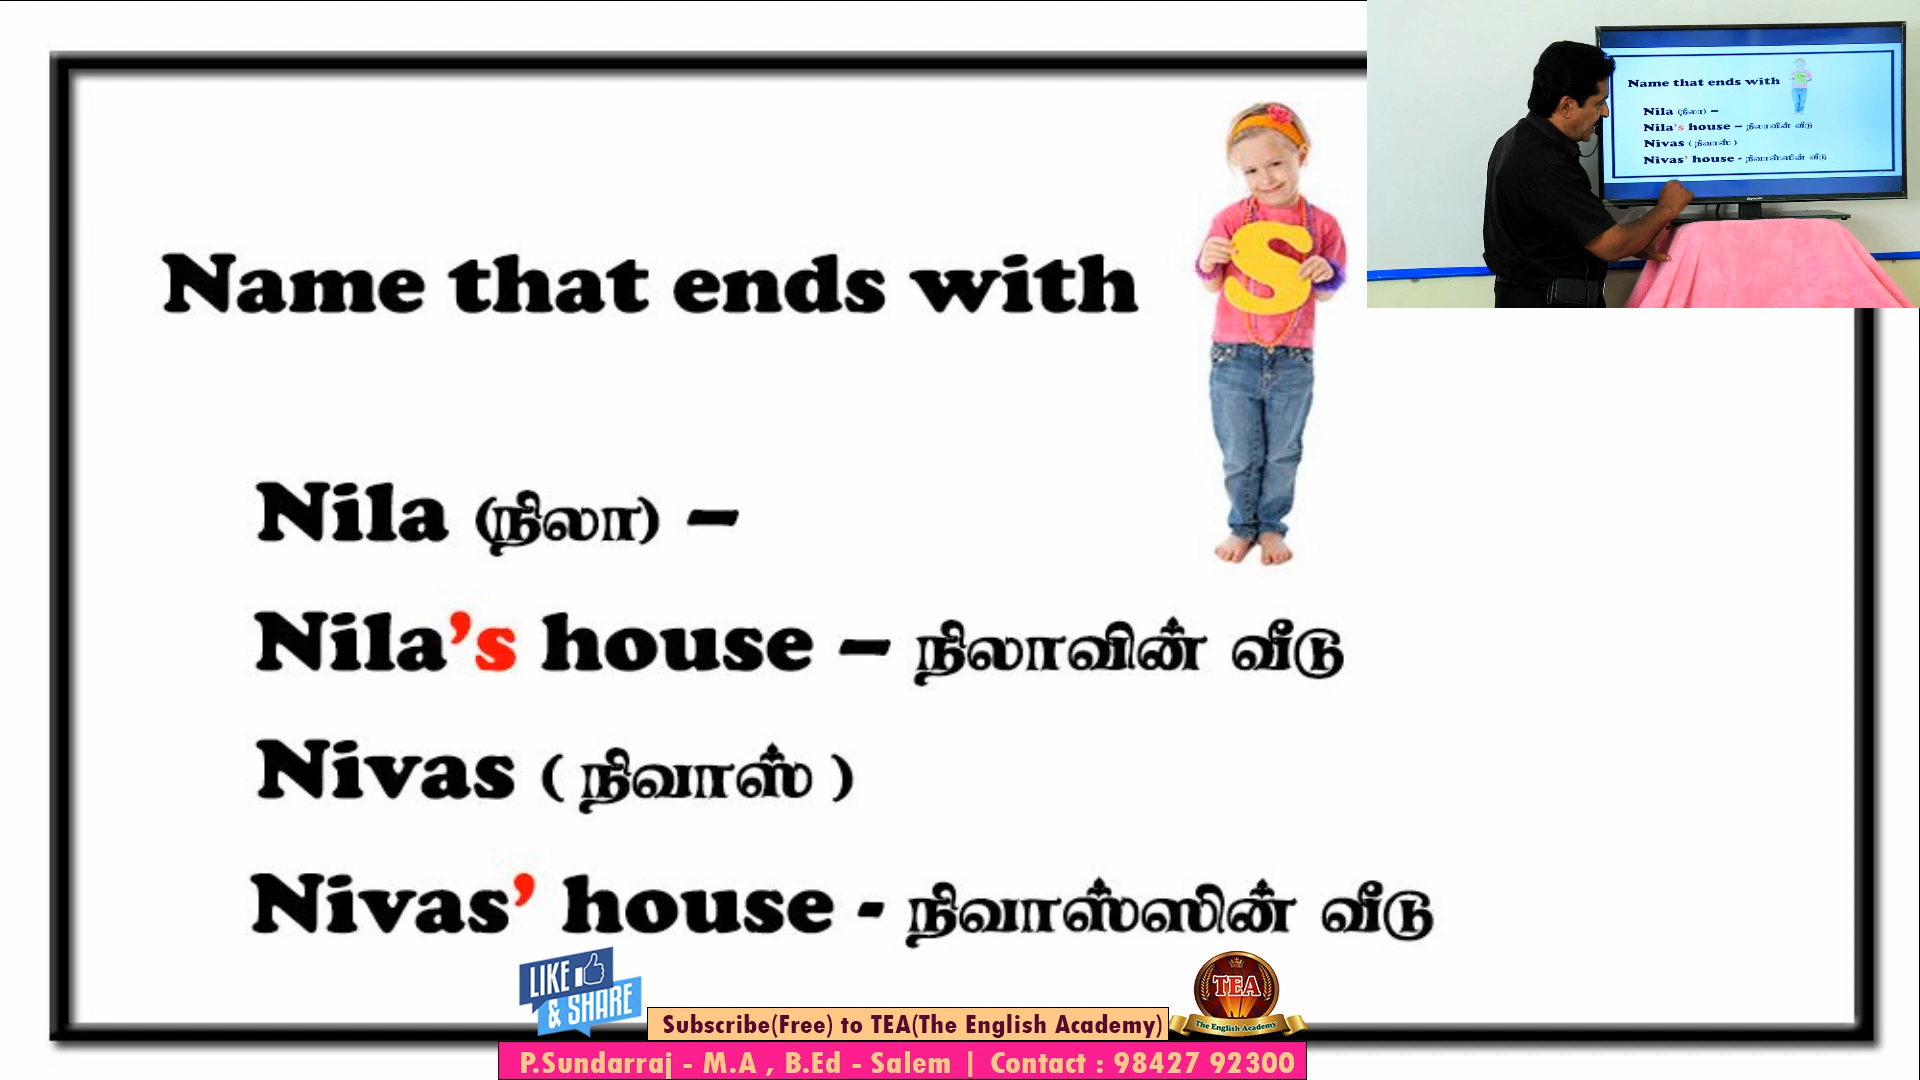 Name that ends with S
Nila (நிலா) –
Nila’s house – நிலாவின் வீடு
Nivas ( நிவாஸ் )
Nivas’ house - நிவாஸ்ஸின் வீடு
Name that ends with
Nila (நிலா) –
Nila's house – நிலாவின் வீடு
Nivas ( நிவாஸ் )
Nivas' house - நிவாஸ்ஸின் வீடு
LIKE
& SHARE
Subscribe(Free) to TEA(The English Academy)
TEA
The English Academy
P.Sundarraj - M.A , B.Ed - Salem | Contact : 98427 92300